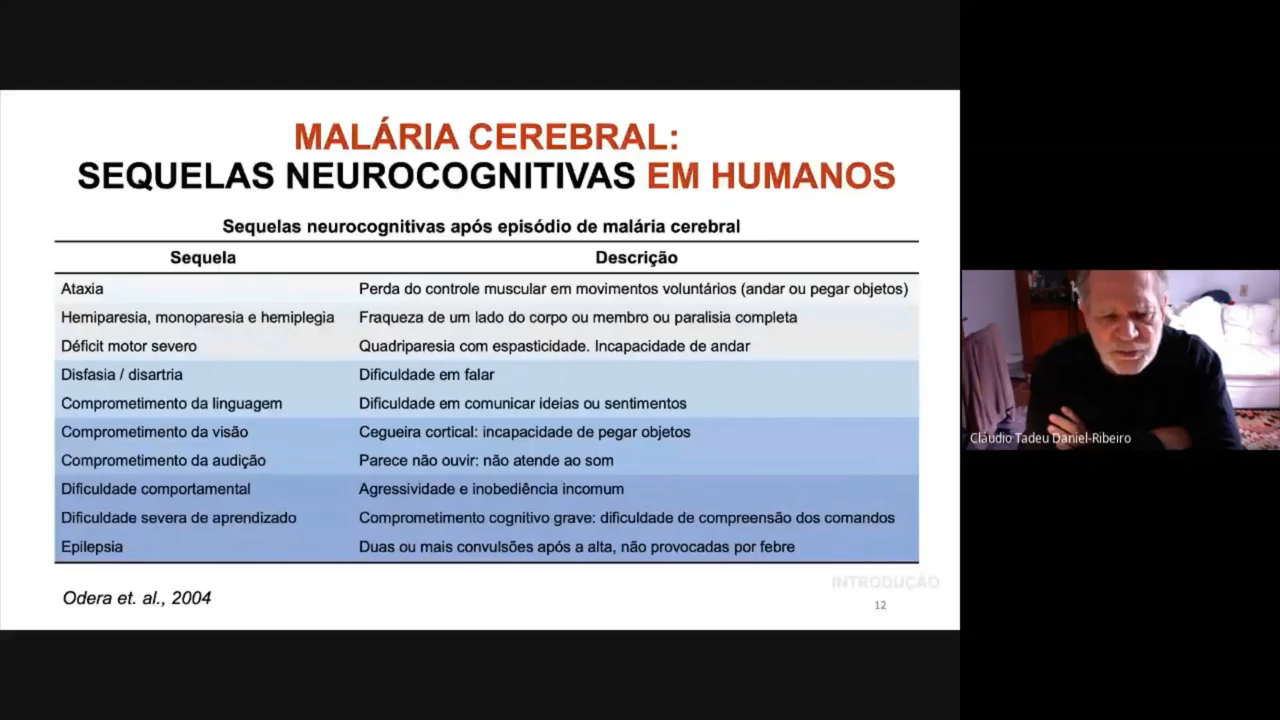 MALÁRIA CEREBRAL:
SEQUELAS NEUROCOGNITIVAS EM HUMANOS
Sequelas neurocognitivas após episódio de malária cerebral
Sequela Descrição
Ataxia Perda do controle muscular em movimentos voluntários (andar ou pegar objetos)
Hemiparesia, monoparesia e hemiplegia Fraqueza de um lado do corpo ou membro ou paralisia completa
Déficit motor severo Quadriparesia com espasticidade. Incapacidade de andar
Disfasia / disartria Dificuldade em falar
Comprometimento da linguagem Dificuldade em comunicar ideias ou sentimentos
Comprometimento da visão Cegueira cortical: incapacidade de pegar objetos
Comprometimento da audição Parece não ouvir: não atende ao som
Dificuldade comportamental Agressividade e inobediência incomum
Dificuldade severa de aprendizado Comprometimento cognitivo grave: dificuldade de compreensão dos comandos
Epilepsia Duas ou mais convulsões após a alta, não provocadas por febre
Odera et. al., 2004
INTRODUÇÃO
12
Cláudio Tadeu Daniel-Ribeiro